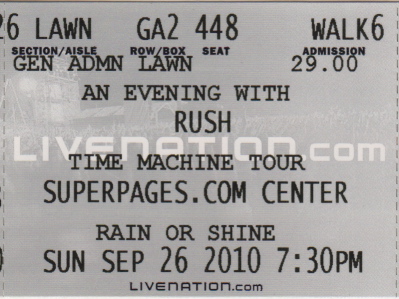 26 LAWN GA2 448 WALK6
SECTION/AISLE ROW/BOX SEAT ADMISSION
GEN ADMN LAWN 29.00
AN EVENING WITH
RUSH
LIVENATION.com
TIME MACHINE TOUR
SUPERPAGES.COM CENTER
RAIN OR SHINE
SUN SEP 26 2010 7:30PM
LIVENATION.com